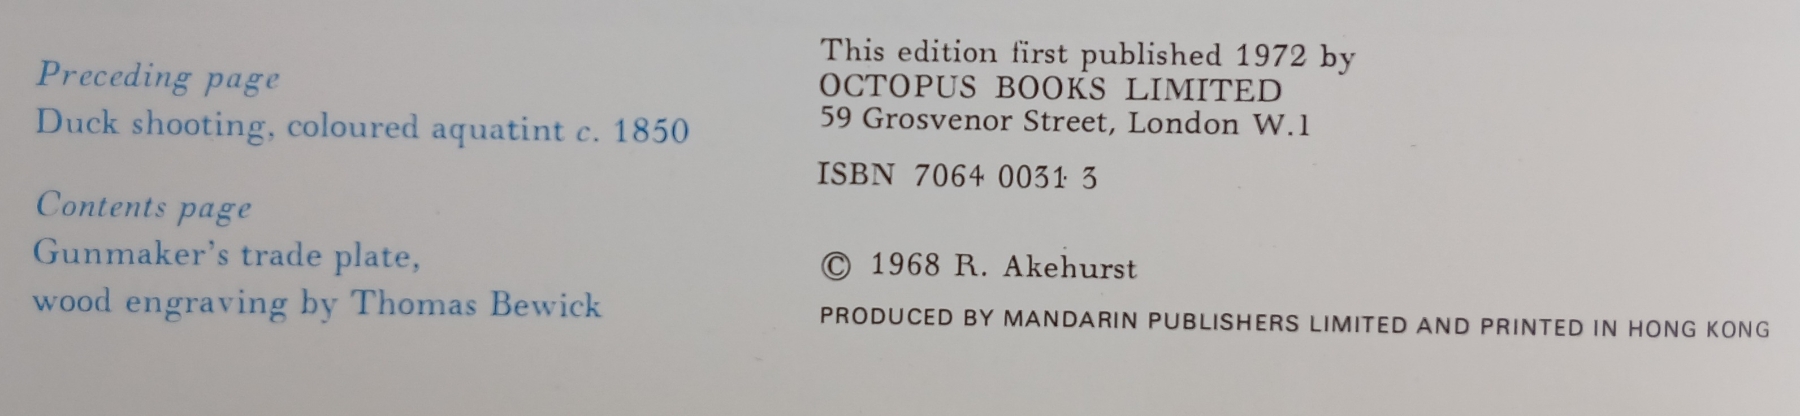 Preceding page
Duck shooting, coloured aquatint c. 1850
Contents page
Gunmaker's trade plate,
wood engraving by Thomas Bewick
This edition first published 1972 by
OCTOPUS BOOKS LIMITED
59 Grosvenor Street, London W.1
ISBN 7064 0031 3
© 1968 R. Akehurst
PRODUCED BY MANDARIN PUBLISHERS LIMITED AND PRINTED IN HONG KONG